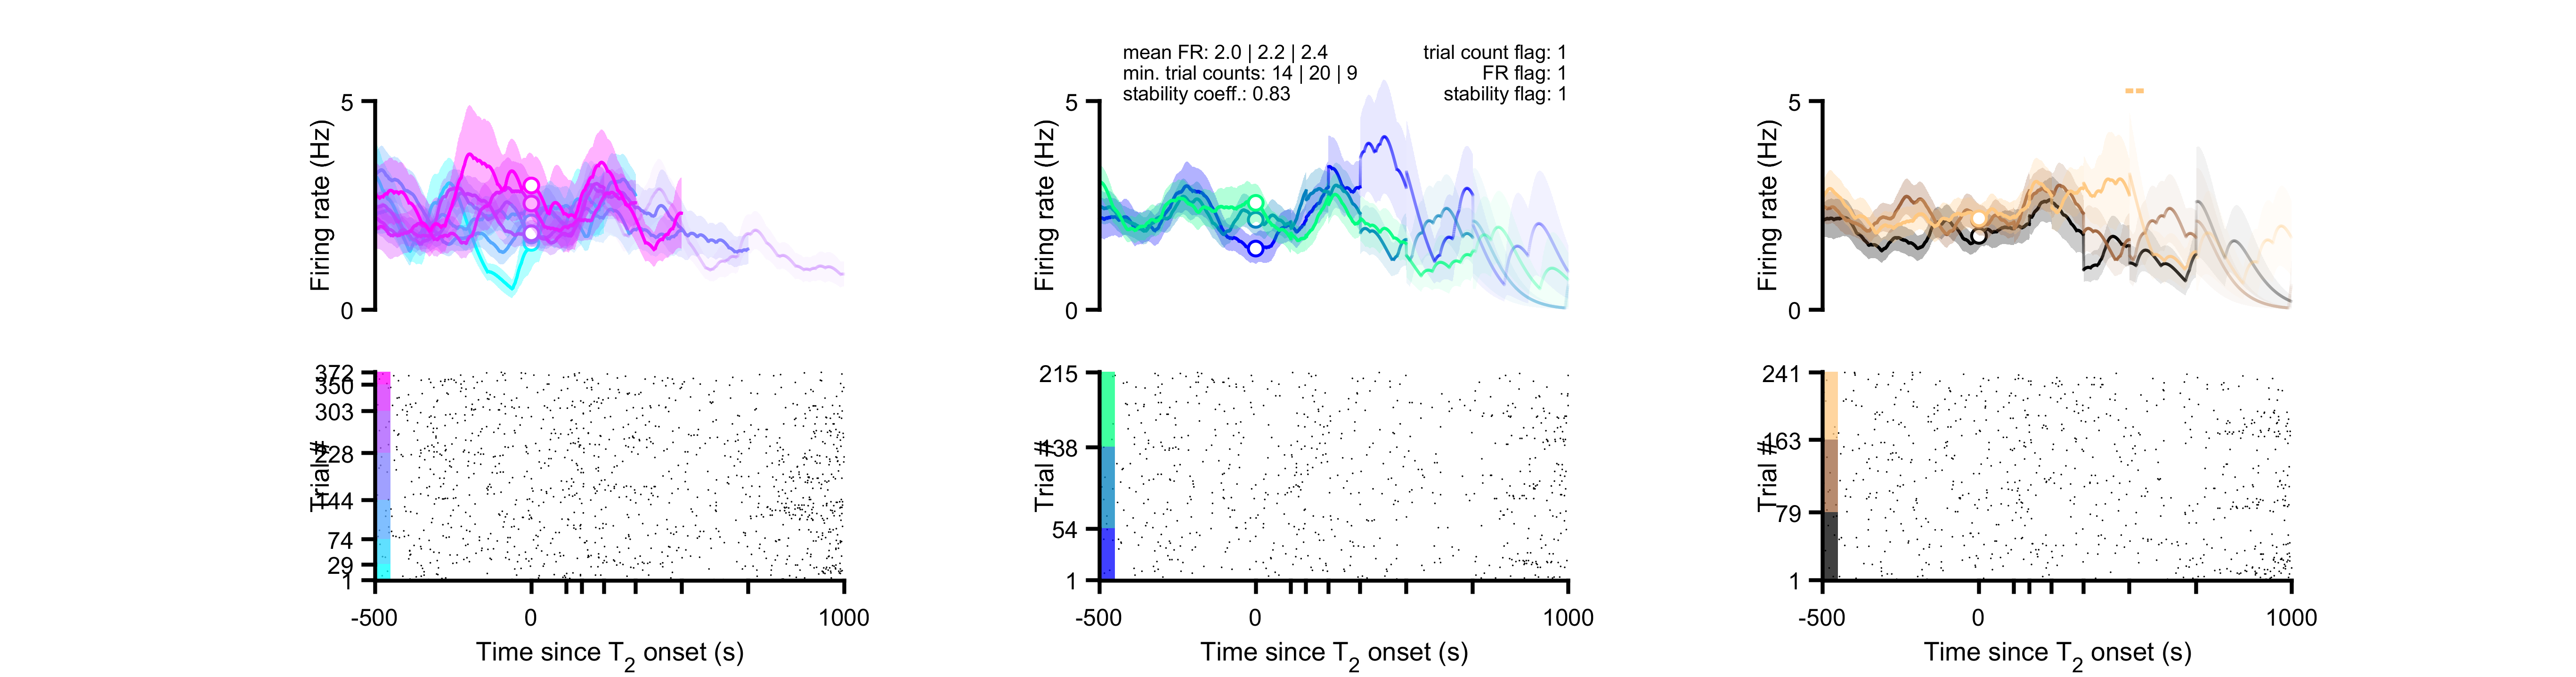 mean FR: 2.0 | 2.2 | 2.4
min. trial counts: 14 | 20 | 9
stability coeff.: 0.83
trial count flag: 1
FR flag: 1
stability flag: 1
5
0
Firing rate (Hz)
5
0
Firing rate (Hz)
5
0
Firing rate (Hz)
372
350
303
228
144
74
29
1
Trial #
-500
0
1000
Time since T2 onset (s)
215
138
54
1
Trial #
-500
0
1000
Time since T2 onset (s)
241
163
79
1
Trial #
-500
0
1000
Time since T2 onset (s)